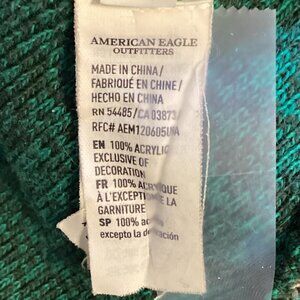 AMERICAN EAGLE
OUTFITTERS
MADE IN CHINA/
FABRIQUÉ EN CHINE/
HECHO EN CHINA
RN 54485/CA 03873/
RFC# AEM120605UNA
EN 100% ACRYLIC
EXCLUSIVE OF
DECORATION
FR 100% ACRYLIQUE
À L'EXCEPTION DE LA
GARNITURE
SP 100%
excepto la decoración